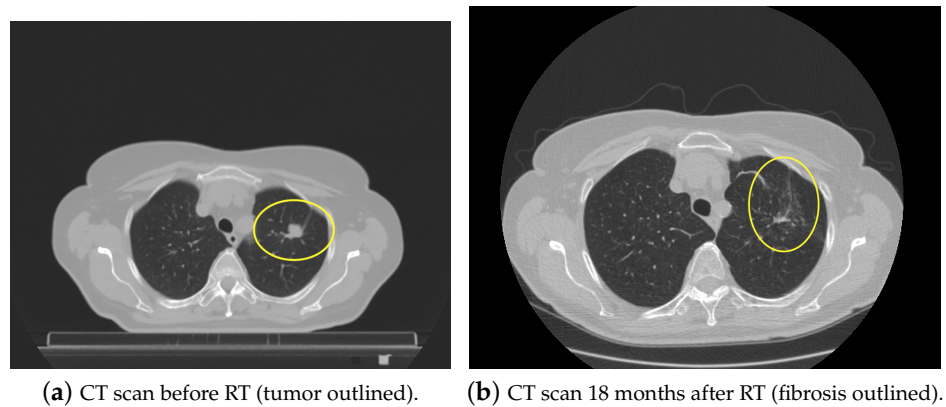 (a) CT scan before RT (tumor outlined).
(b) CT scan 18 months after RT (fibrosis outlined).